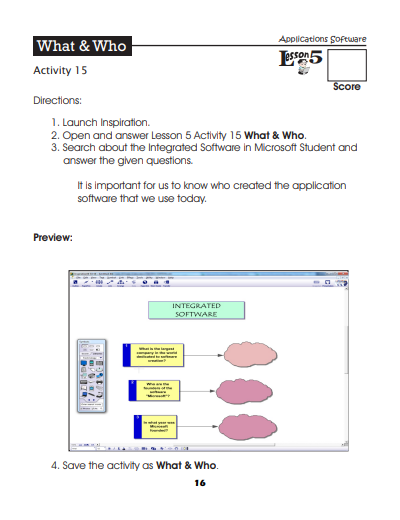 Applications Software
What & Who
Lesson 5
Activity 15
Score
Directions:
1. Launch Inspiration.
2. Open and answer Lesson 5 Activity 15 What & Who.
3. Search about the Integrated Software in Microsoft Student and
answer the given questions.
It is important for us to know who created the application
software that we use today.
Preview:
INTEGRATED
SOFTWARE
1
What is the largest
company in the world
dedicated to software
creation?
2
Who are the
founders of the
software
"Microsoft"?
3
In what year was
Microsoft
founded?
4. Save the activity as What & Who.
16